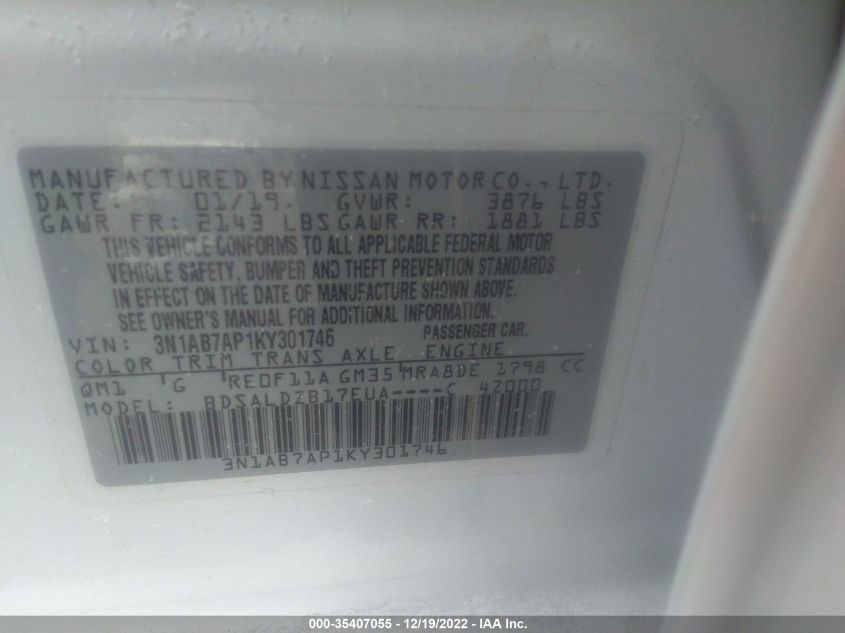 MANUFACTURED BY NISSAN MOTOR CO., LTD.
DATE: 01/19. GVWR: 3876 LBS
GAWR FR: 2143 LBS GAWR RR: 1881 LBS
THIS VEHICLE CONFORMS TO ALL APPLICABLE FEDERAL MOTOR
VEHICLE SAFETY, BUMPER AND THEFT PREVENTION STANDARDS
IN EFFECT ON THE DATE OF MANUFACTURE SHOWN ABOVE.
SEE OWNER'S MANUAL FOR ADDITIONAL INFORMATION.
VIN: 3N1AB7AP1KY301746 PASSENGER CAR.
COLOR TRIM TRANS AXLE ENGINE
QM1 G RE0F11A GM35 MRA8DE 1798 CC
MODEL: BDSALDZB17EUA----C 4Z000
3N1AB7AP1KY301746
000-35407055 - 12/19/2022 - IAA Inc.